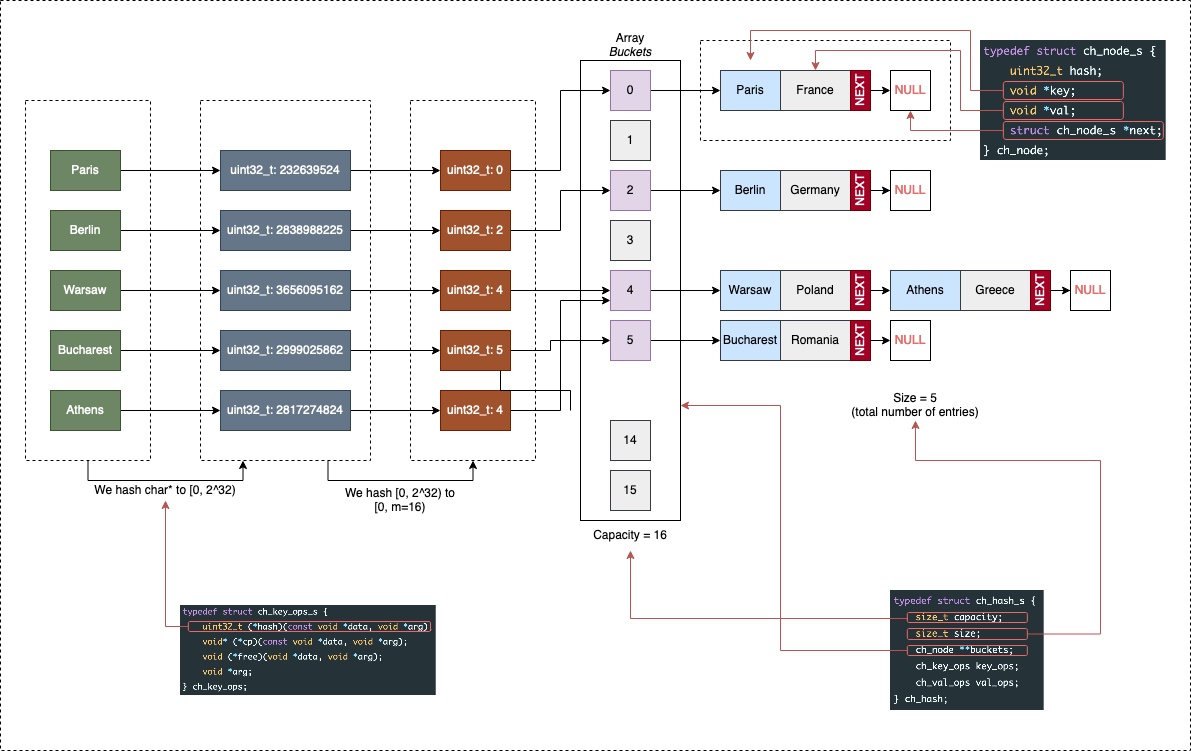 Array
Buckets
Paris
Berlin
Warsaw
Bucharest
Athens
uint32_t: 232639524
uint32_t: 2838988225
uint32_t: 3656095162
uint32_t: 2999025862
uint32_t: 2817274824
uint32_t: 0
uint32_t: 2
uint32_t: 4
uint32_t: 5
uint32_t: 4
We hash char* to [0, 2^32)
We hash [0, 2^32) to
[0, m=16)
0
1
2
3
4
5
14
15
Capacity = 16
Paris France NEXT NULL
Berlin Germany NEXT NULL
Warsaw Poland NEXT Athens Greece NEXT NULL
Bucharest Romania NEXT NULL
typedef struct ch_node_s {
uint32_t hash;
void *key;
void *val;
struct ch_node_s *next;
} ch_node;
Size = 5
(total number of entries)
typedef struct ch_key_ops_s {
uint32_t (*hash)(const void *data, void *arg)
void* (*cp)(const void *data, void *arg);
void (*free)(void *data, void *arg);
void *arg;
} ch_key_ops;
typedef struct ch_hash_s {
size_t capacity;
size_t size;
ch_node **buckets;
ch_key_ops key_ops;
ch_val_ops val_ops;
} ch_hash;